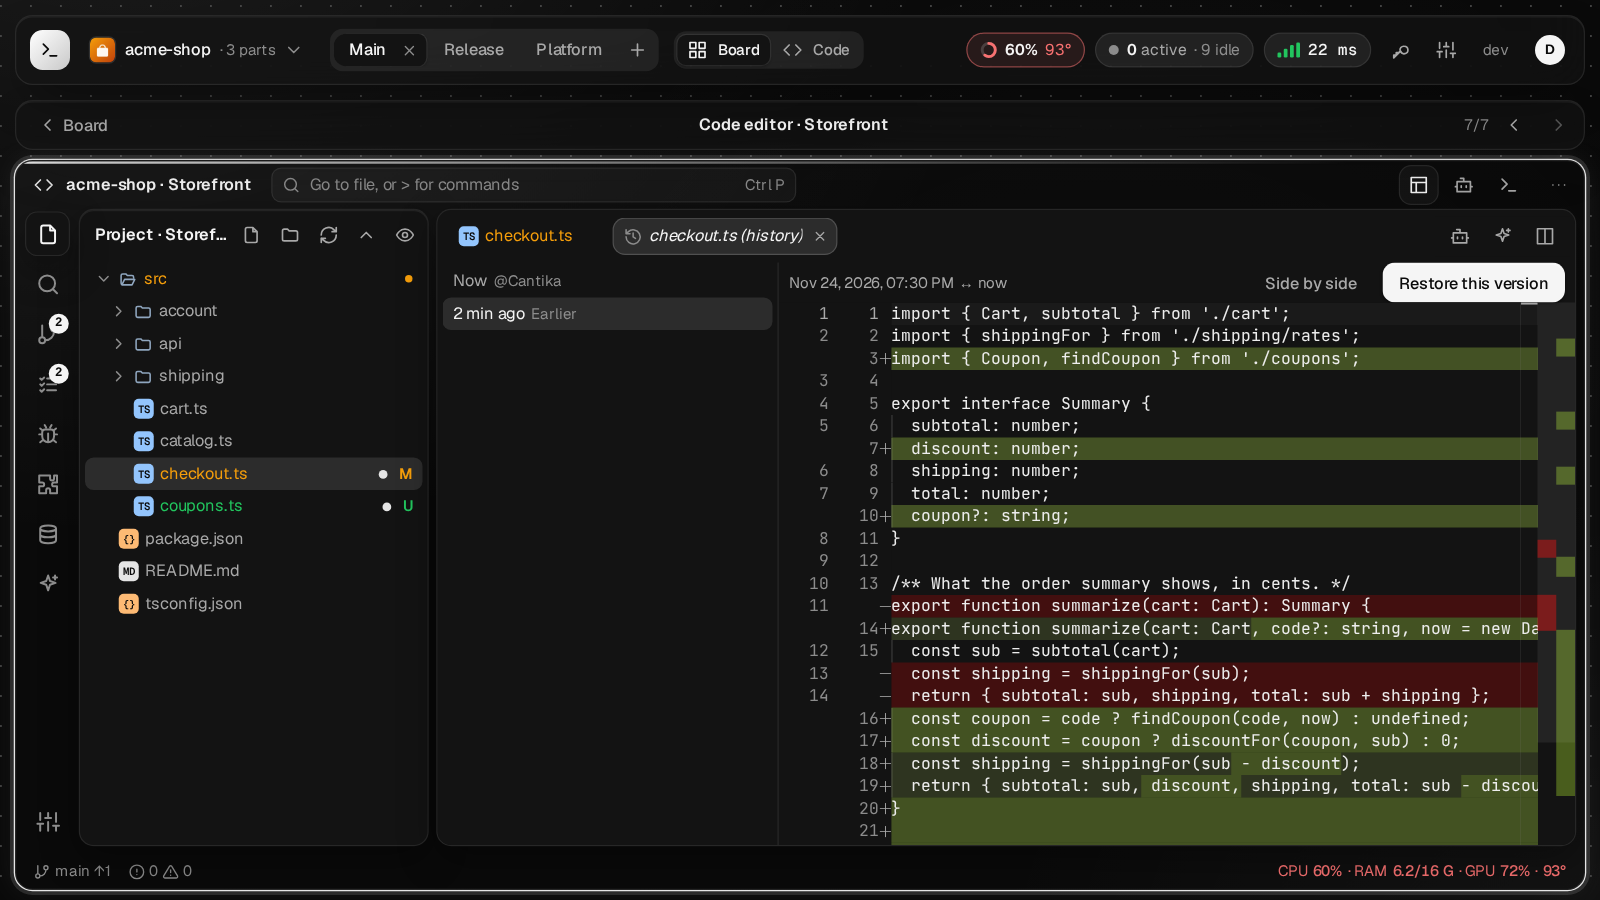 acme-shop · 3 parts
Main
Release
Platform
Board
Code
60% 93°
0 active · 9 idle
22 ms
dev
D
Board
Code editor · Storefront
7/7
acme-shop · Storefront
Go to file, or > for commands
Ctrl P
Project · Storef...
src
account
api
shipping
TS cart.ts
TS catalog.ts
TS checkout.ts M
TS coupons.ts U
{} package.json
MD README.md
{} tsconfig.json
2
2
TS checkout.ts
checkout.ts (history)
Now @Cantika
2 min ago Earlier
Nov 24, 2026, 07:30 PM ↔ now
Side by side
Restore this version
1 1 import { Cart, subtotal } from './cart';
2 2 import { shippingFor } from './shipping/rates';
3+ import { Coupon, findCoupon } from './coupons';
3 4
4 5 export interface Summary {
5 6 subtotal: number;
7+ discount: number;
6 8 shipping: number;
7 9 total: number;
10+ coupon?: string;
8 11 }
9 12
10 13 /** What the order summary shows, in cents. */
11 — export function summarize(cart: Cart): Summary {
14+ export function summarize(cart: Cart, code?: string, now = new Da
12 15 const sub = subtotal(cart);
13 — const shipping = shippingFor(sub);
14 — return { subtotal: sub, shipping, total: sub + shipping };
16+ const coupon = code ? findCoupon(code, now) : undefined;
17+ const discount = coupon ? discountFor(coupon, sub) : 0;
18+ const shipping = shippingFor(sub - discount);
19+ return { subtotal: sub, discount, shipping, total: sub - discou
20+ }
21+
main ↑1
0 0
CPU 60% · RAM 6.2/16 G · GPU 72% · 93°